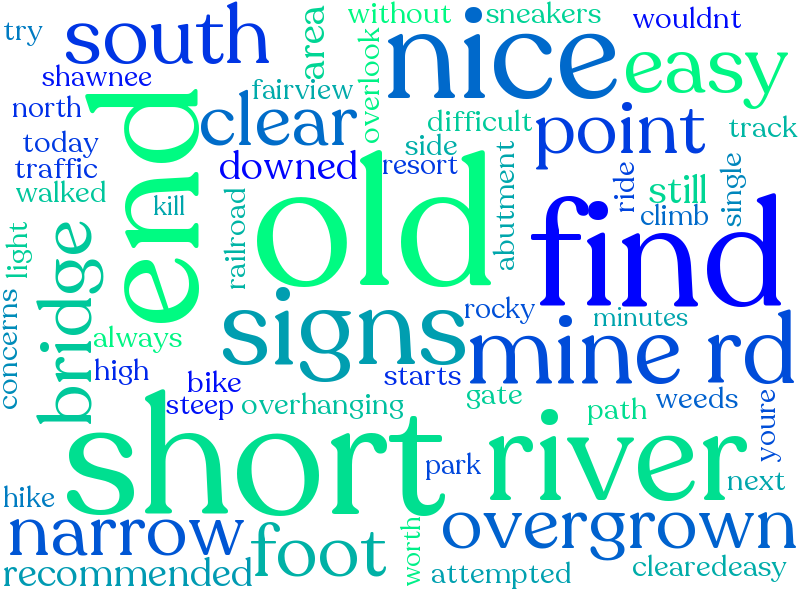 try
south
area
without
sneakers
wouldnt
shawnee
nice
easy
north
end
fairview
overlook
clear
difficult
point
track
today
side
traffic
downed
resort
walked
kill
old
abutment
ride
still
single
climb
find
railroad
light
bridge
signs
rocky
minutes
concerns
always
mine rd
high
bike
starts
steep
overhanging
gate
path
weeds
youre
short
river
park
next
hike
narrow
foot
worth
overgrown
recommended
attempted
clearedeasy